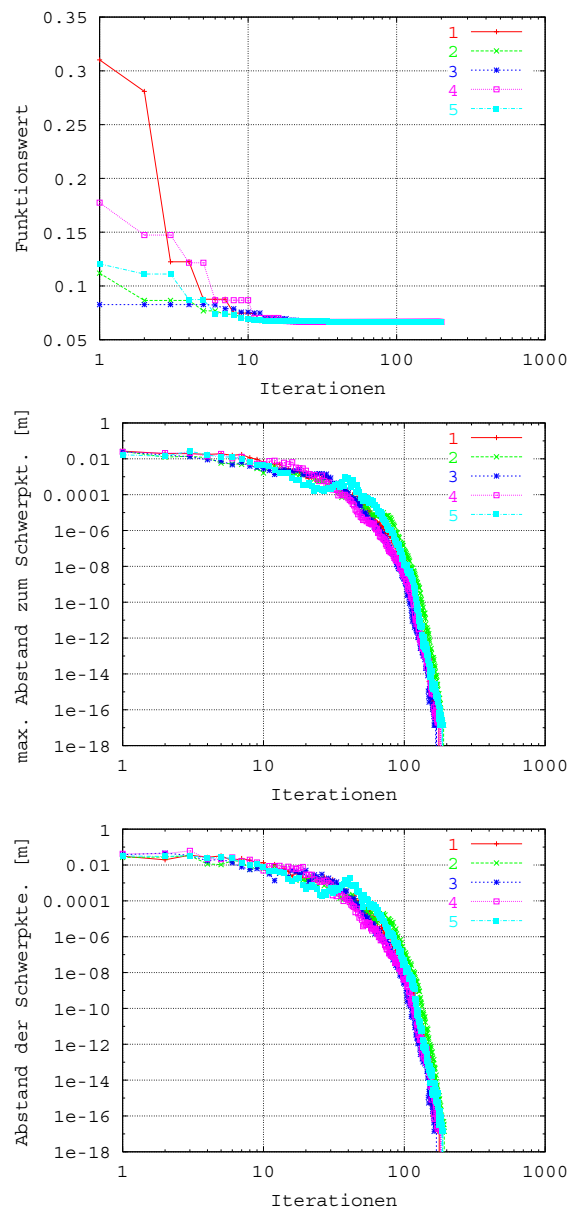 0.35
0.3
0.25
0.2
0.15
0.1
0.05
Funktionswert
1
2
3
4
5
1 10 100 1000
Iterationen
1
0.01
0.0001
1e-06
1e-08
1e-10
1e-12
1e-14
1e-16
1e-18
max. Abstand zum Schwerpkt. [m]
1
2
3
4
5
1 10 100 1000
Iterationen
1
0.01
0.0001
1e-06
1e-08
1e-10
1e-12
1e-14
1e-16
1e-18
Abstand der Schwerpkte. [m]
1
2
3
4
5
1 10 100 1000
Iterationen